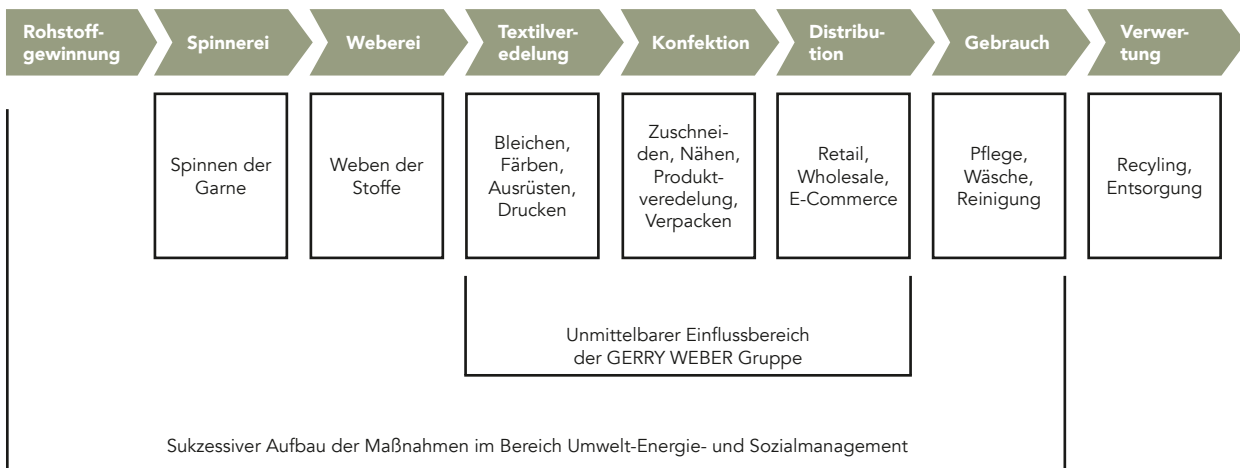 Rohstoff-
gewinnung
Spinnerei
Weberei
Textilver-
edelung
Konfektion
Distribu-
tion
Gebrauch
Verwer-
tung
Spinnen der
Garne
Weben der
Stoffe
Bleichen,
Färben,
Ausrüsten,
Drucken
Zuschnei-
den, Nähen,
Produkt-
veredelung,
Verpacken
Retail,
Wholesale,
E-Commerce
Pflege,
Wäsche,
Reinigung
Recyling,
Entsorgung
Unmittelbarer Einflussbereich
der GERRY WEBER Gruppe
Sukzessiver Aufbau der Maßnahmen im Bereich Umwelt-Energie- und Sozialmanagement